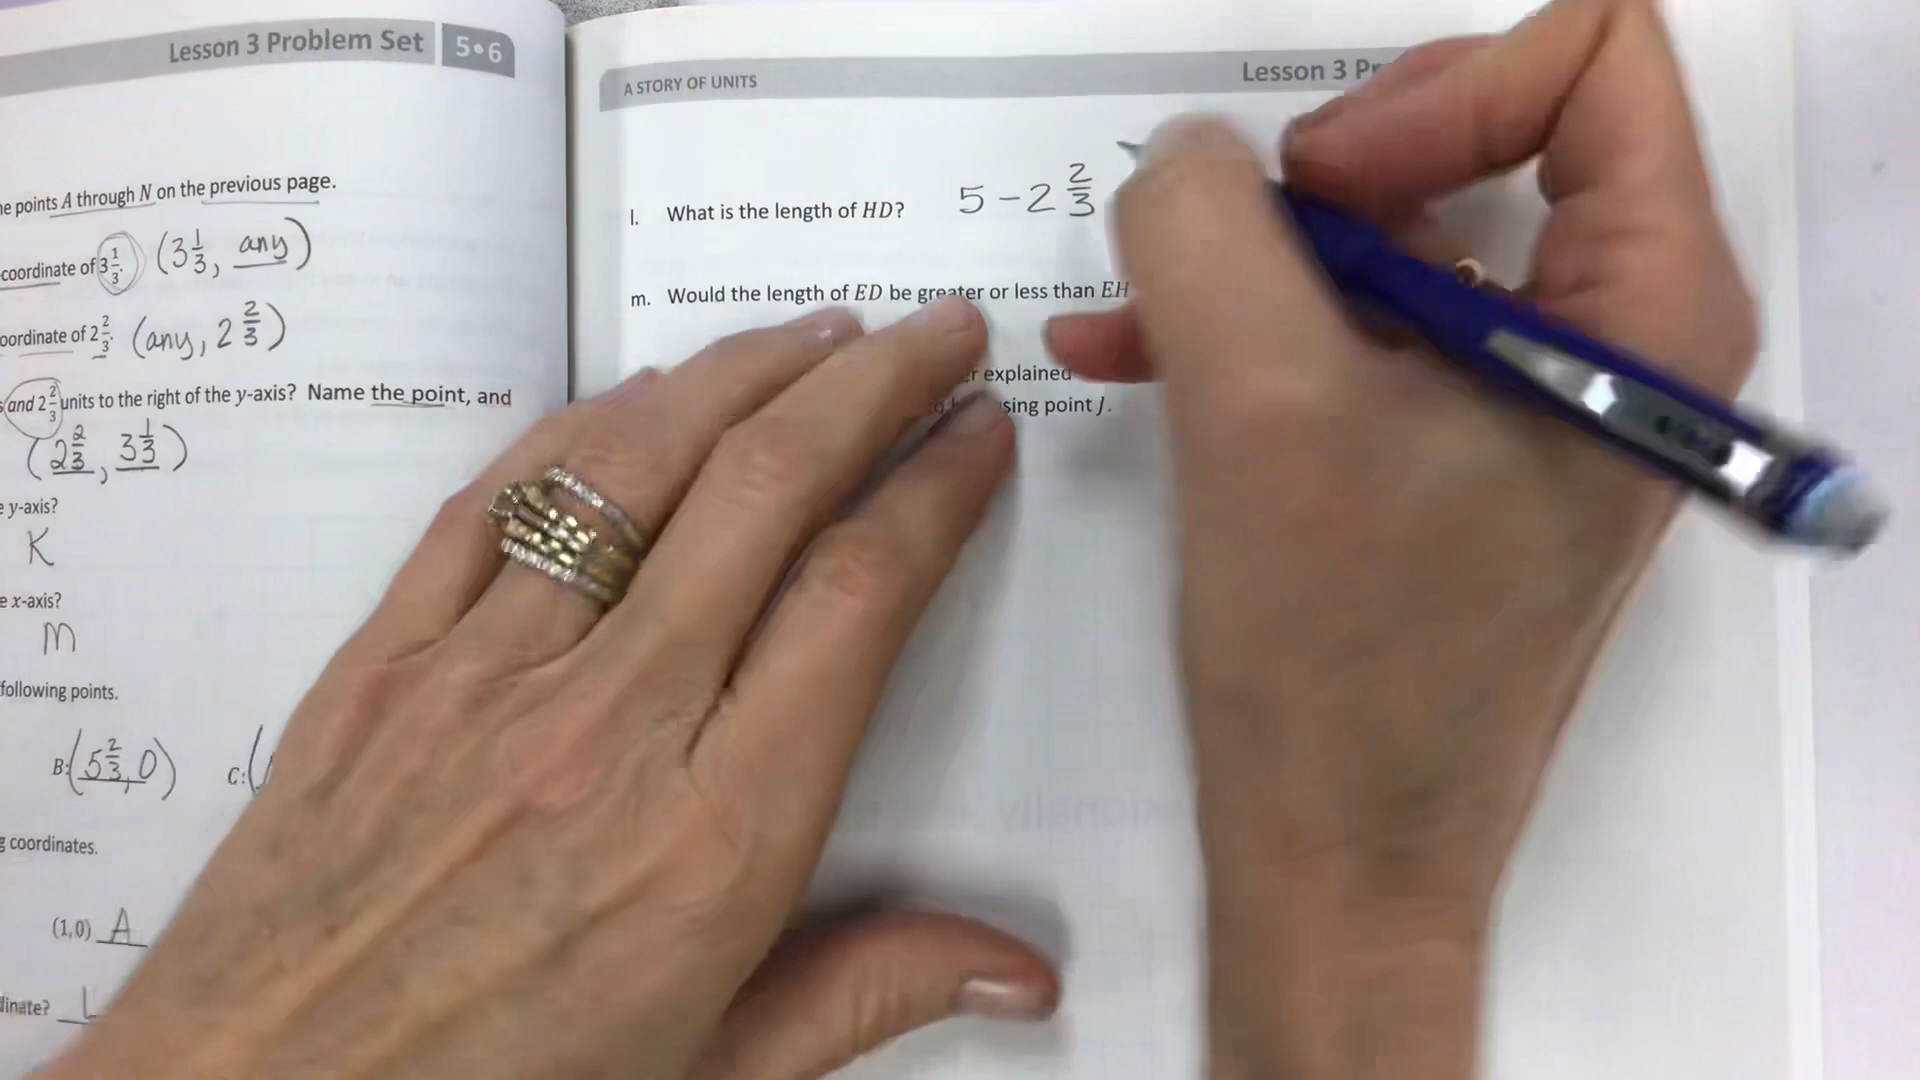 Lesson 3 Problem Set 5•6
points A through N on the previous page.
coordinate of 3 1/3. (3 1/3, any)
of 2 2/3. (any, 2 2/3)
and 2 2/3 units to the right of the y-axis? Name the point, and
(2 2/3, 3 1/3)
y-axis?
K
x-axis?
M
following points.
B: (5 2/3, 0) C: (
coordinates.
(1,0) A
L
A STORY OF UNITS
Lesson 3
l. What is the length of HD? 5 - 2 2/3
m. Would the length of ED be greater or less than EH
explained
using point J.